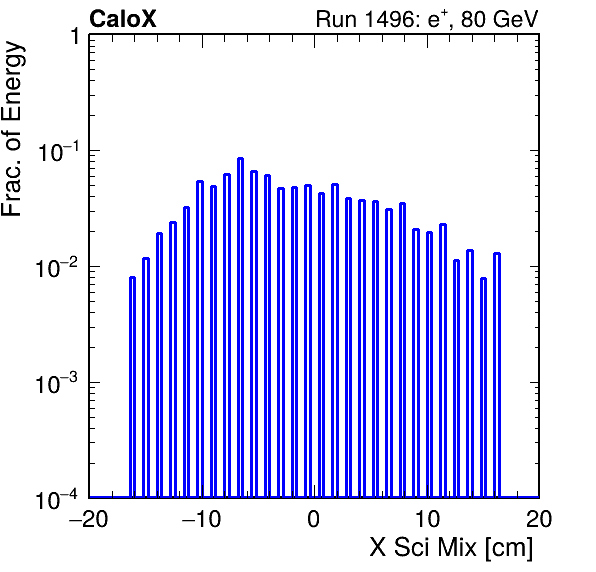 CaloX Run 1496: e⁺, 80 GeV
Frac. of Energy
1
10⁻¹
10⁻²
10⁻³
10⁻⁴
−20 −10 0 10 20
X Sci Mix [cm]